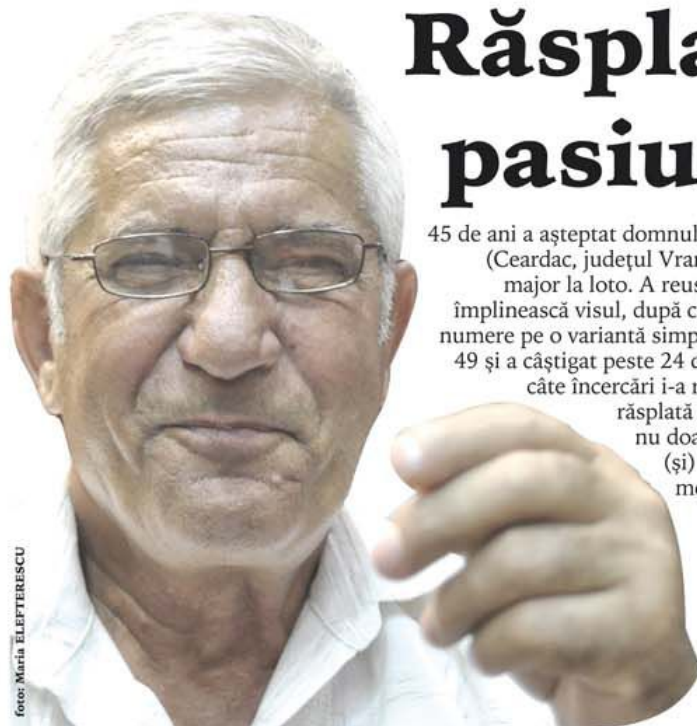 Răspla
pasiu
45 de ani a așteptat domnul
(Ceardac, județul Vran
major la loto. A reuș
împlinească visul, după c
numere pe o variantă simp
49 și a câștigat peste 24 d
câte încercări i-a
răsplată
nu doa
(și)
foto: Maria ELEFTERESCU